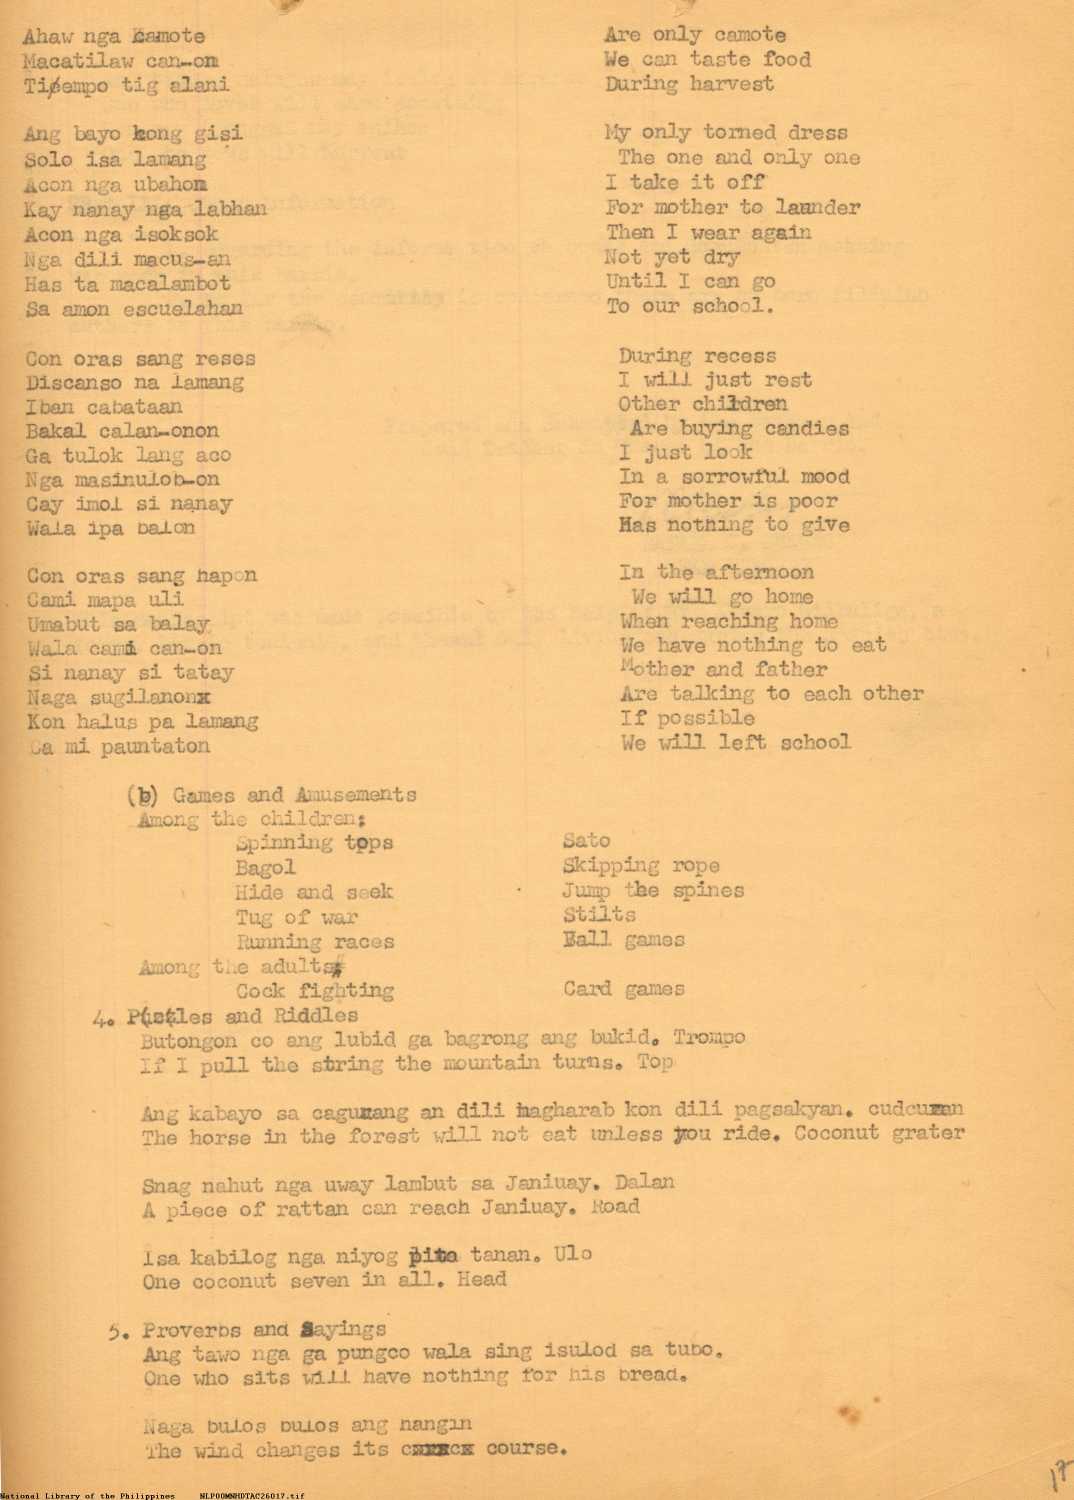 Ahaw nga camote
Macatilaw can-on
Tiempo tig alani
Ang bayo kong gisi
Solo isa lamang
Acon nga ubahon
Kay nanay nga labhan
Acon nga isoksok
Nga dili macus-an
Has ta macalambot
Sa amon escuelahan
Con oras sang reses
Discanso na lamang
Iban cabataan
Bakal calan-onon
Ga tulok lang aco
Nga masinulob-on
Cay imol si nanay
Wala ipa balon
Con oras sang hapon
Cami mapa uli
Umabut sa balay
Wala cami can-on
Si nanay si tatay
Naga sugilanon
Kon halus pa lamang
Ca mi pauntaton
Are only camote
We can taste food
During harvest
My only torned dress
The one and only one
I take it off
For mother to launder
Then I wear again
Not yet dry
Until I can go
To our school.
During recess
I will just rest
Other children
Are buying candies
I just look
In a sorrowful mood
For mother is poor
Has nothing to give
In the afternoon
We will go home
When reaching home
We have nothing to eat
Mother and father
Are talking to each other
If possible
We will left school
(b) Games and Amusements
Among the children:
Spinning tops Sato
Bagol Skipping rope
Hide and seek Jump the spines
Tug of war Stilts
Running races Ball games
Among the adults
Cock fighting Card games
4. and Riddles
Butongon co ang lubid ga bagrong ang bukid. Trompo
If I pull the string the mountain turns. Top
Ang kabayo sa an dili hagharab kon dili pagsakyan.
The horse in the forest will not eat unless you ride. Coconut grater
Snag nahut nga uway lambut sa Janiuay. Dalan
A piece of rattan can reach Janiuay. Road
Isa kabilog nga niyog pito tanan. Ulo
One coconut seven in all. Head
5. Proverbs and Sayings
Ang tawo nga ga pungco wala sing isulod sa tubo.
One who sits will have nothing for his bread.
Naga bulos bulos ang hangin
The wind changes its course.
17
National Library of the Philippines NLPOOMNHDTAC26017.tif